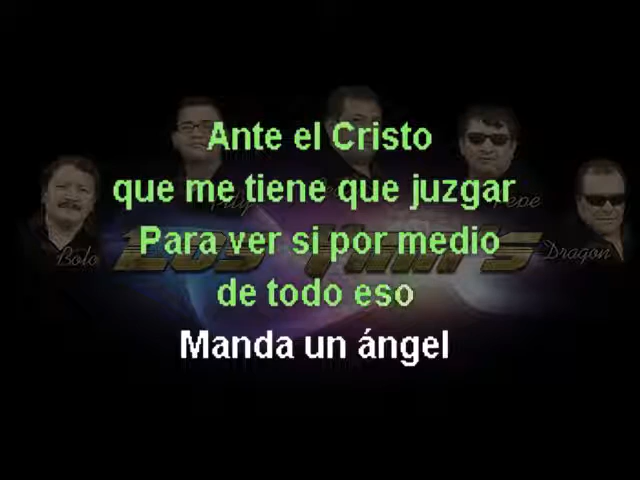 Ante el Cristo
que me tiene que juzgar
Para ver si por medio
de todo eso
Manda un ángel
Bolo
Pepe
Dragon